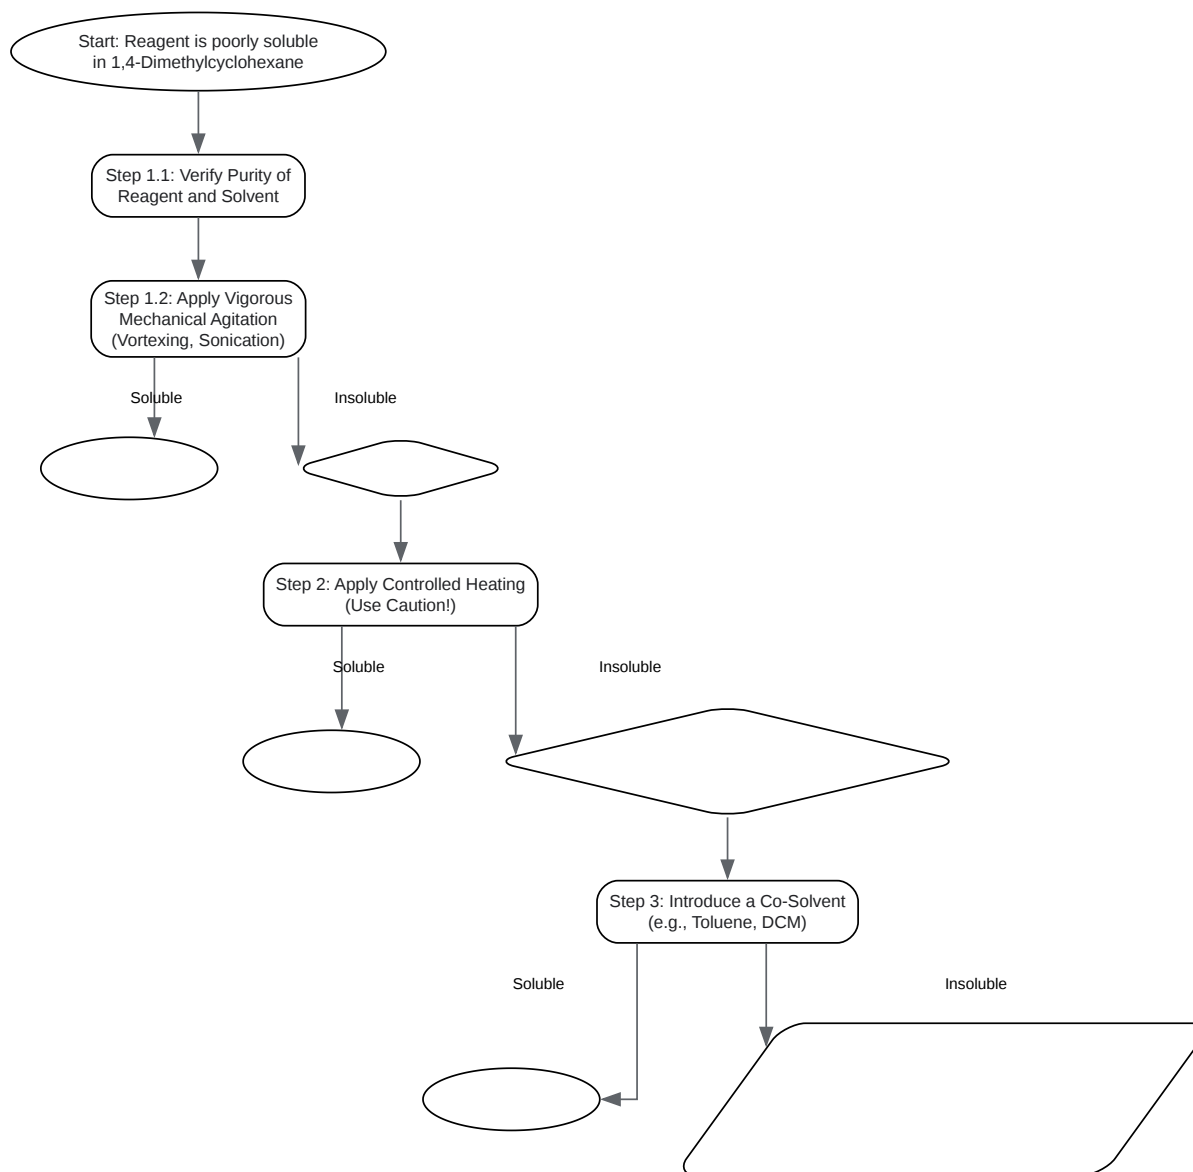 Start: Reagent is poorly soluble
in 1,4-Dimethylcyclohexane
Step 1.1: Verify Purity of
Reagent and Solvent
Step 1.2: Apply Vigorous
Mechanical Agitation
(Vortexing, Sonication)
Soluble
Insoluble
Step 2: Apply Controlled Heating
(Use Caution!)
Soluble
Insoluble
Step 3: Introduce a Co-Solvent
(e.g., Toluene, DCM)
Soluble
Insoluble